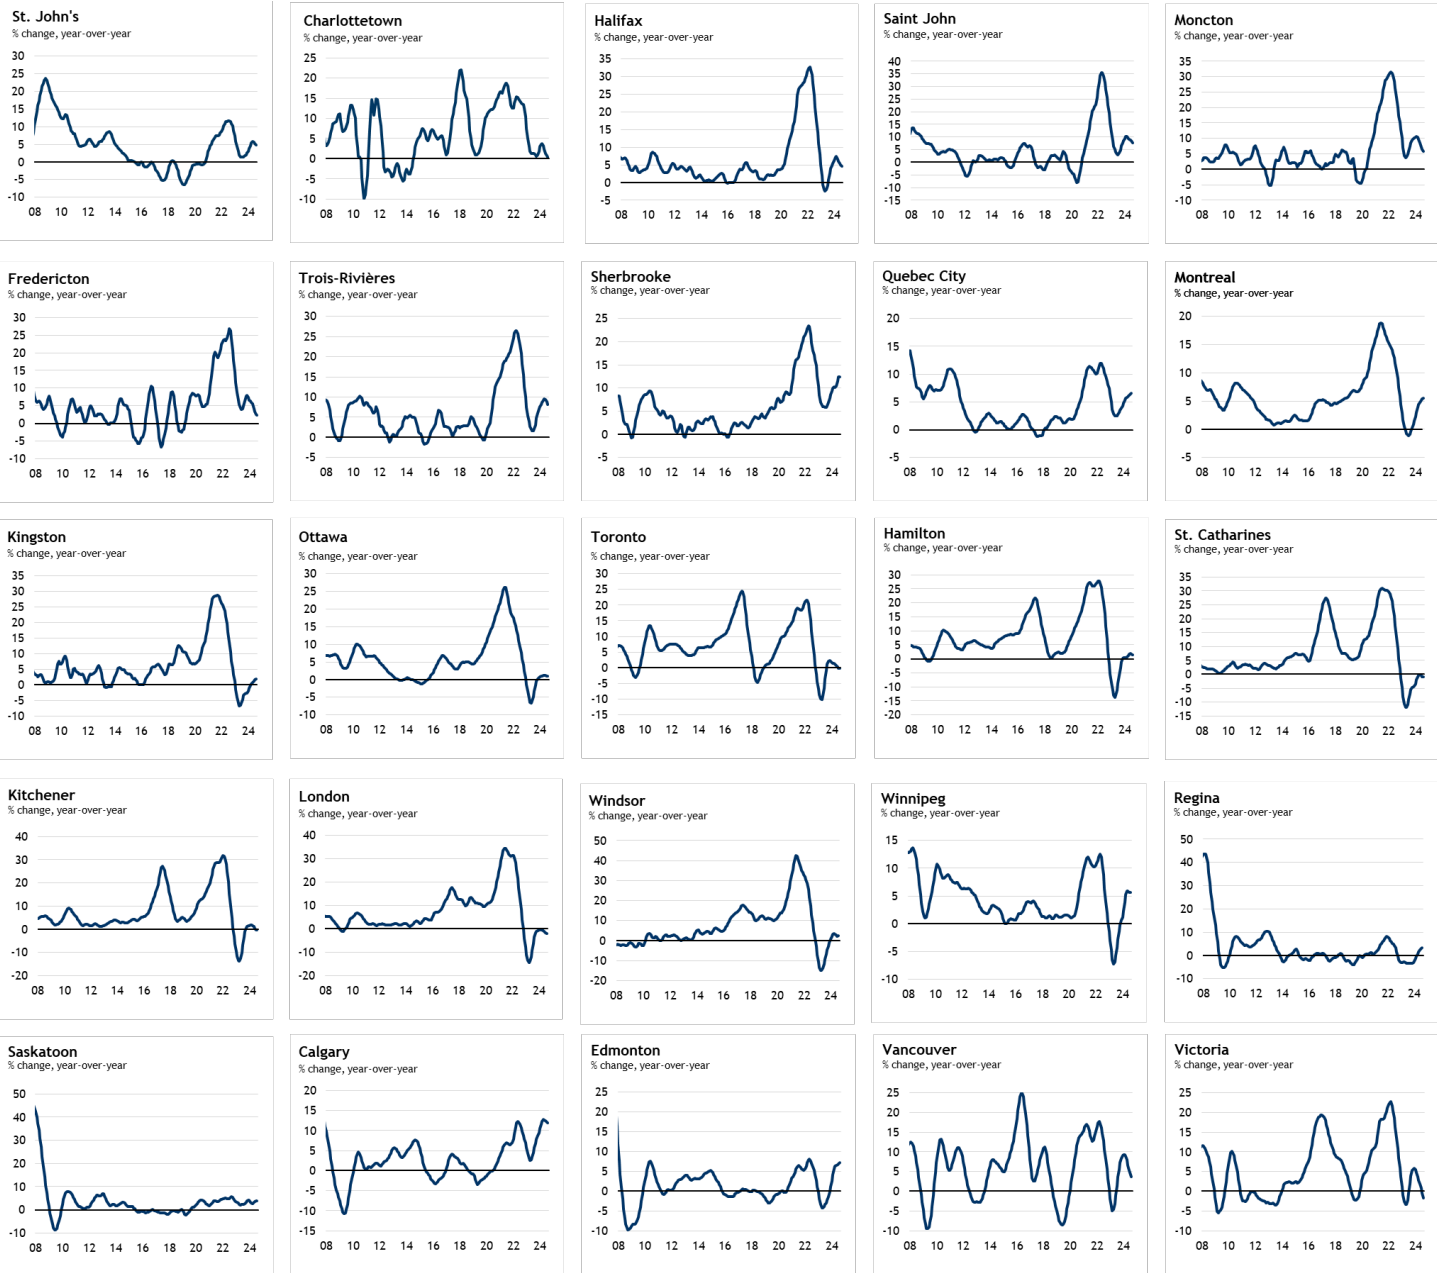 St. John's
% change, year-over-year
30
25
20
15
10
5
0
-5
-10
08 10 12 14 16 18 20 22 24
Charlottetown
% change, year-over-year
25
20
15
10
5
0
-5
-10
08 10 12 14 16 18 20 22 24
Halifax
% change, year-over-year
35
30
25
20
15
10
5
0
-5
08 10 12 14 16 18 20 22 24
Saint John
% change, year-over-year
40
35
30
25
20
15
10
5
0
-5
-10
-15
08 10 12 14 16 18 20 22 24
Moncton
% change, year-over-year
35
30
25
20
15
10
5
0
-5
-10
08 10 12 14 16 18 20 22 24
Fredericton
% change, year-over-year
30
25
20
15
10
5
0
-5
-10
08 10 12 14 16 18 20 22 24
Trois-Rivières
% change, year-over-year
30
25
20
15
10
5
0
-5
08 10 12 14 16 18 20 22 24
Sherbrooke
% change, year-over-year
25
20
15
10
5
0
-5
08 10 12 14 16 18 20 22 24
Quebec City
% change, year-over-year
20
15
10
5
0
-5
08 10 12 14 16 18 20 22 24
Montreal
% change, year-over-year
20
15
10
5
0
-5
08 10 12 14 16 18 20 22 24
Kingston
% change, year-over-year
35
30
25
20
15
10
5
0
-5
-10
08 10 12 14 16 18 20 22 24
Ottawa
% change, year-over-year
30
25
20
15
10
5
0
-5
-10
08 10 12 14 16 18 20 22 24
Toronto
% change, year-over-year
30
25
20
15
10
5
0
-5
-10
-15
08 10 12 14 16 18 20 22 24
Hamilton
% change, year-over-year
30
25
20
15
10
5
0
-5
-10
-15
-20
08 10 12 14 16 18 20 22 24
St. Catharines
% change, year-over-year
35
30
25
20
15
10
5
0
-5
-10
-15
08 10 12 14 16 18 20 22 24
Kitchener
% change, year-over-year
40
30
20
10
0
-10
-20
08 10 12 14 16 18 20 22 24
London
% change, year-over-year
40
30
20
10
0
-10
-20
08 10 12 14 16 18 20 22 24
Windsor
% change, year-over-year
50
40
30
20
10
0
-10
-20
08 10 12 14 16 18 20 22 24
Winnipeg
% change, year-over-year
15
10
5
0
-5
-10
08 10 12 14 16 18 20 22 24
Regina
% change, year-over-year
50
40
30
20
10
0
-10
08 10 12 14 16 18 20 22 24
Saskatoon
% change, year-over-year
50
40
30
20
10
0
-10
08 10 12 14 16 18 20 22 24
Calgary
% change, year-over-year
20
15
10
5
0
-5
-10
-15
08 10 12 14 16 18 20 22 24
Edmonton
% change, year-over-year
25
20
15
10
5
0
-5
-10
08 10 12 14 16 18 20 22 24
Vancouver
% change, year-over-year
25
20
15
10
5
0
-5
-10
08 10 12 14 16 18 20 22 24
Victoria
% change, year-over-year
25
20
15
10
5
0
-5
-10
08 10 12 14 16 18 20 22 24